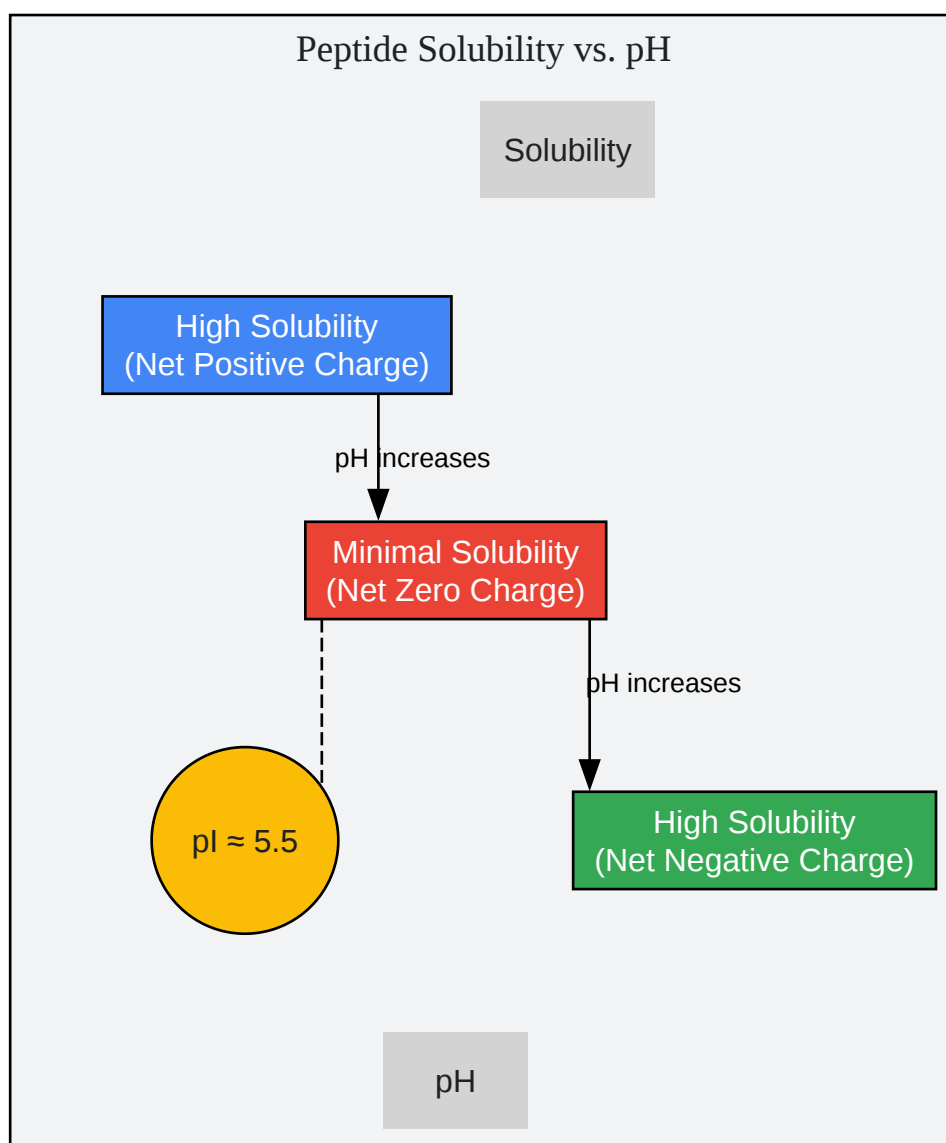 Peptide Solubility vs. pH
Solubility
High Solubility
(Net Positive Charge)
pH increases
Minimal Solubility
(Net Zero Charge)
pH increases
pI ≈ 5.5
High Solubility
(Net Negative Charge)
pH